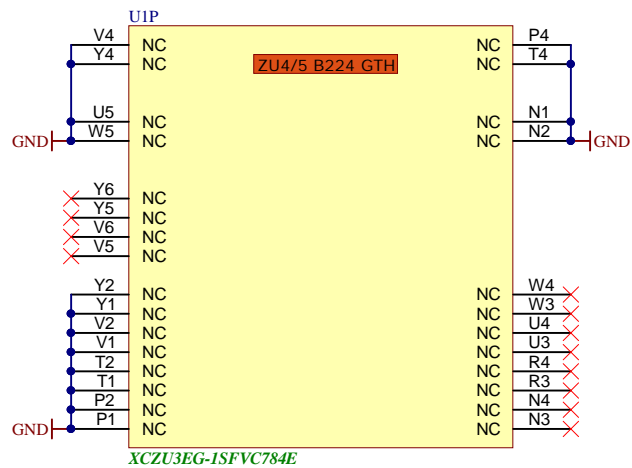 U1P
V4 NC NC P4
Y4 NC ZU4/5 B224 GTH NC T4
U5 NC NC N1
GND W5 NC NC N2 GND
Y6 NC
Y5 NC
V6 NC
V5 NC
Y2 NC NC W4
Y1 NC NC W3
V2 NC NC U4
V1 NC NC U3
T2 NC NC R4
T1 NC NC R3
P2 NC NC N4
GND P1 NC NC N3
XCZU3EG-1SFVC784E